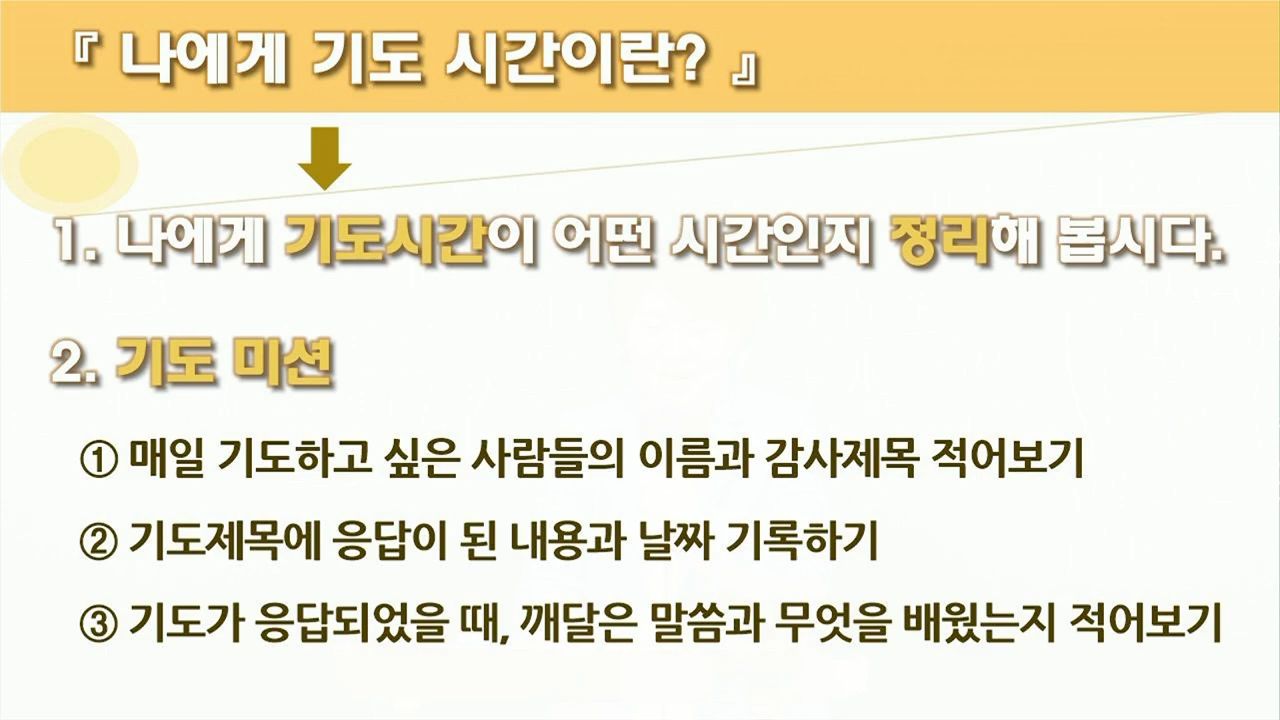 『 나에게 기도 시간이란? 』
1. 나에게 기도시간이 어떤 시간인지 정리해 봅시다.
2. 기도 미션
① 매일 기도하고 싶은 사람들의 이름과 감사제목 적어보기
② 기도제목에 응답이 된 내용과 날짜 기록하기
③ 기도가 응답되었을 때, 깨달은 말씀과 무엇을 배웠는지 적어보기